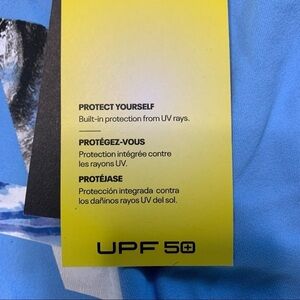 PROTECT YOURSELF
Built-in protection from UV rays.
PROTÉGEZ-VOUS
Protection intégrée contre
les rayons UV.
PROTÉJASE
Protección integrada contra
los dañinos rayos UV del sol.
UPF 50+